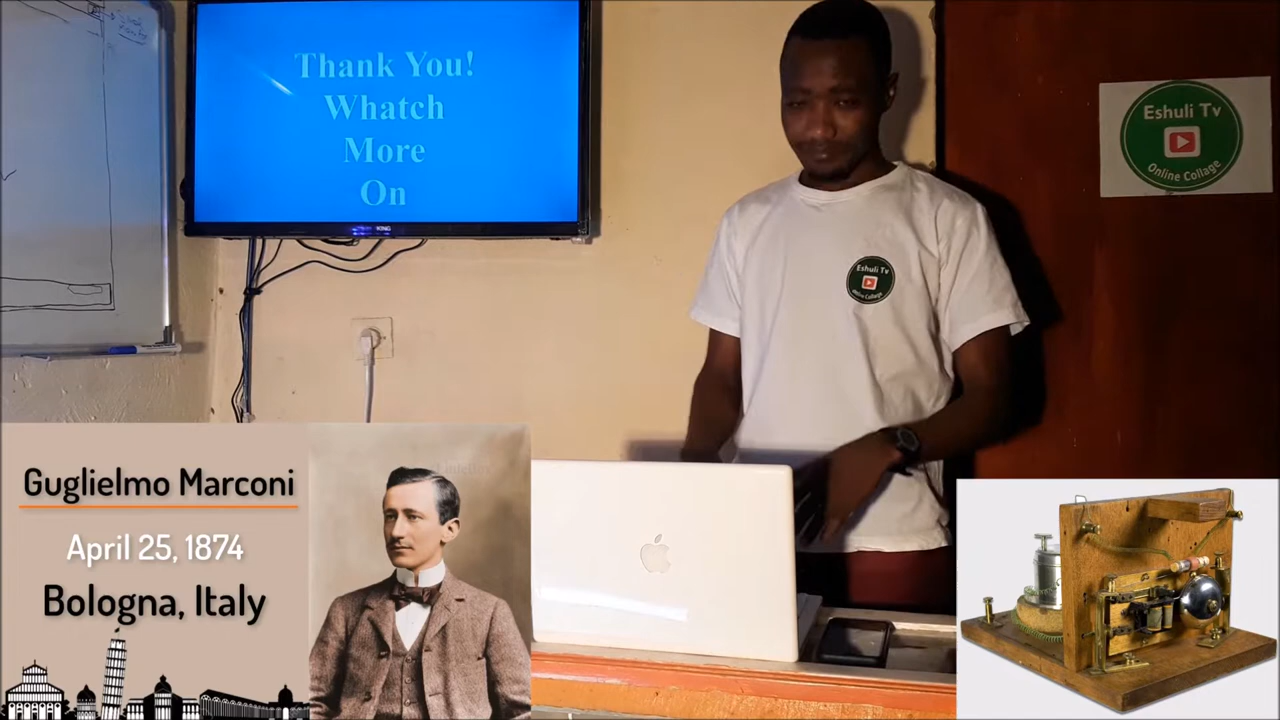 Thank You!
Whatch
More
On
KING
Eshuli Tv
Online Collage
Eshuli Tv
Online Collage
Guglielmo Marconi
April 25, 1874
Bologna, Italy